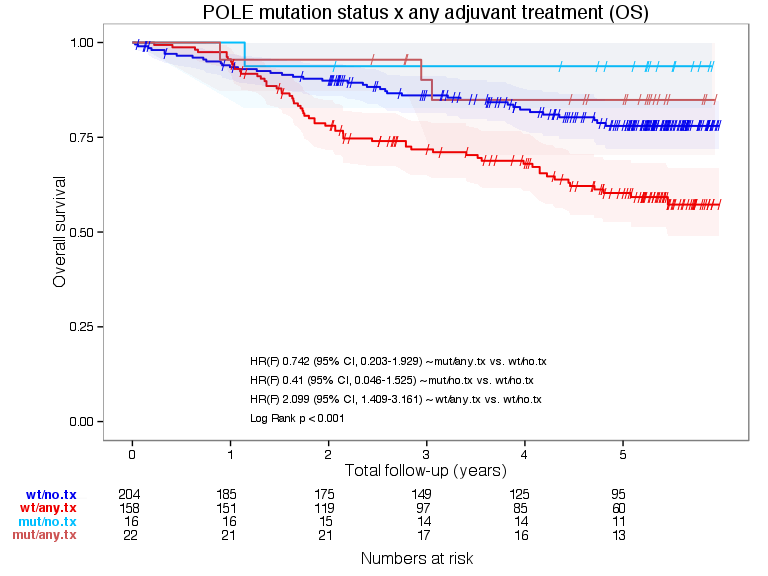 POLE mutation status x any adjuvant treatment (OS)
1.00
0.75
0.50
0.25
0.00
Overall survival
HR(F) 0.742 (95% CI, 0.203-1.929) ~mut/any.tx vs. wt/no.tx
HR(F) 0.41 (95% CI, 0.046-1.525) ~mut/no.tx vs. wt/no.tx
HR(F) 2.099 (95% CI, 1.409-3.161) ~wt/any.tx vs. wt/no.tx
Log Rank p < 0.001
0 1 2 3 4 5
Total follow-up (years)
wt/no.tx 204 185 175 149 125 95
wt/any.tx 158 151 119 97 85 60
mut/no.tx 16 16 15 14 14 11
mut/any.tx 22 21 21 17 16 13
Numbers at risk